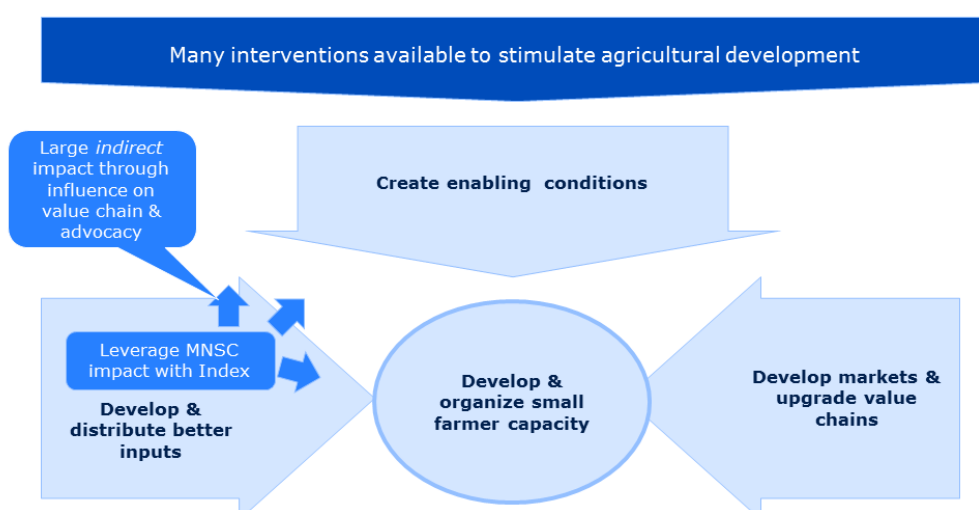 Many interventions available to stimulate agricultural development
Large indirect
impact through
influence on
value chain &
advocacy
Create enabling conditions
Leverage MNSC
impact with Index
Develop &
distribute better
inputs
Develop &
organize small
farmer capacity
Develop markets &
upgrade value
chains